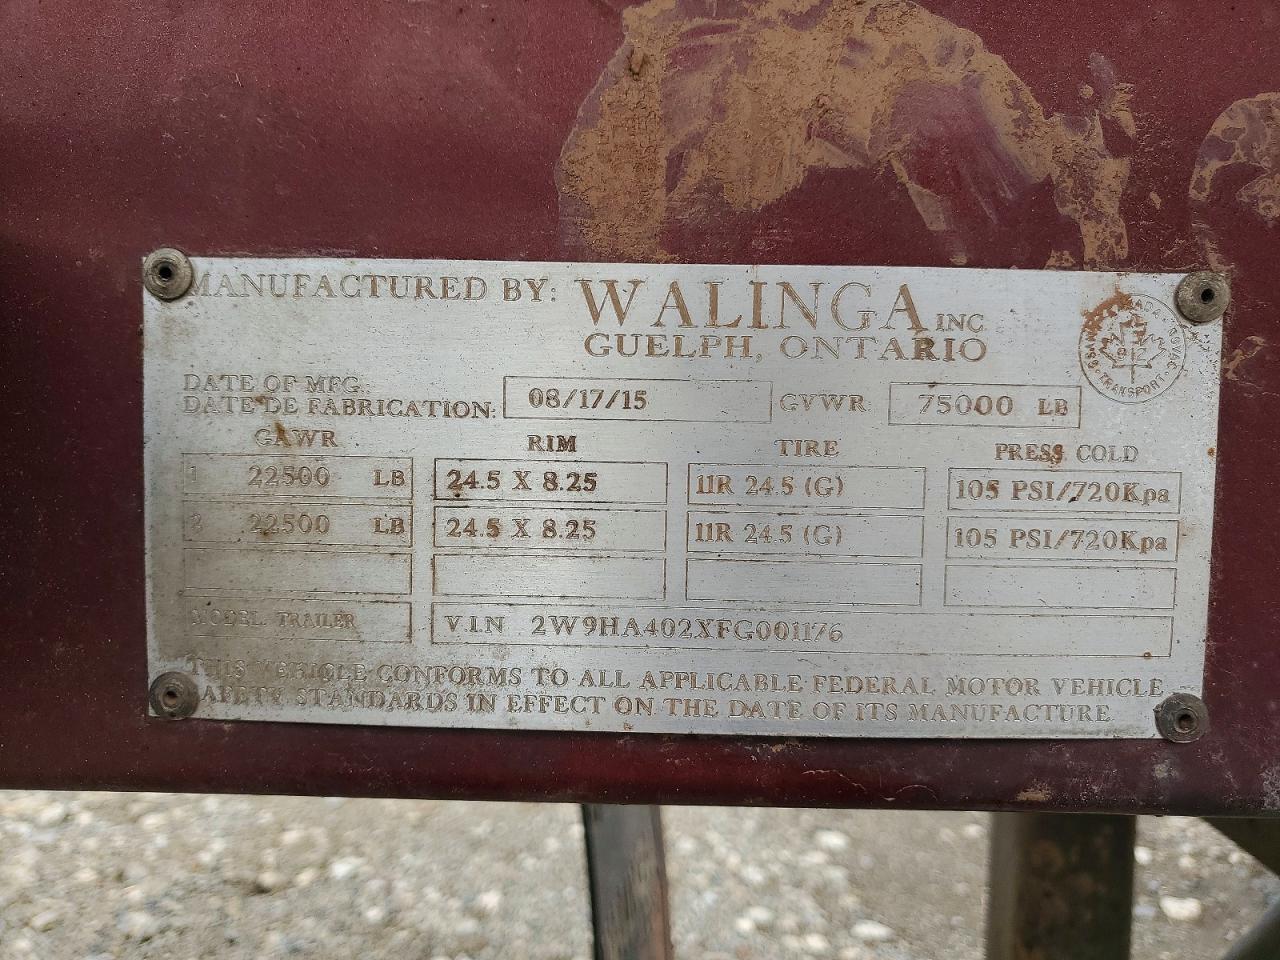 MANUFACTURED BY: WALINGA INC
GUELPH, ONTARIO
DATE OF MFG.:
DATE DE FABRICATION: 08/17/15 GVWR: 75000 LB
GAWR RIM TIRE PRESS COLD
1 22500 LB 24.5 X 8.25 11R 24.5 (G) 105 PSI/720Kpa
2 22500 LB 24.5 X 8.25 11R 24.5 (G) 105 PSI/720Kpa
MODEL. TRAILER V.I.N 2W9HA402XFG001176
THIS VEHICLE CONFORMS TO ALL APPLICABLE FEDERAL MOTOR VEHICLE
SAFETY STANDARDS IN EFFECT ON THE DATE OF ITS MANUFACTURE.
TRANSPORT